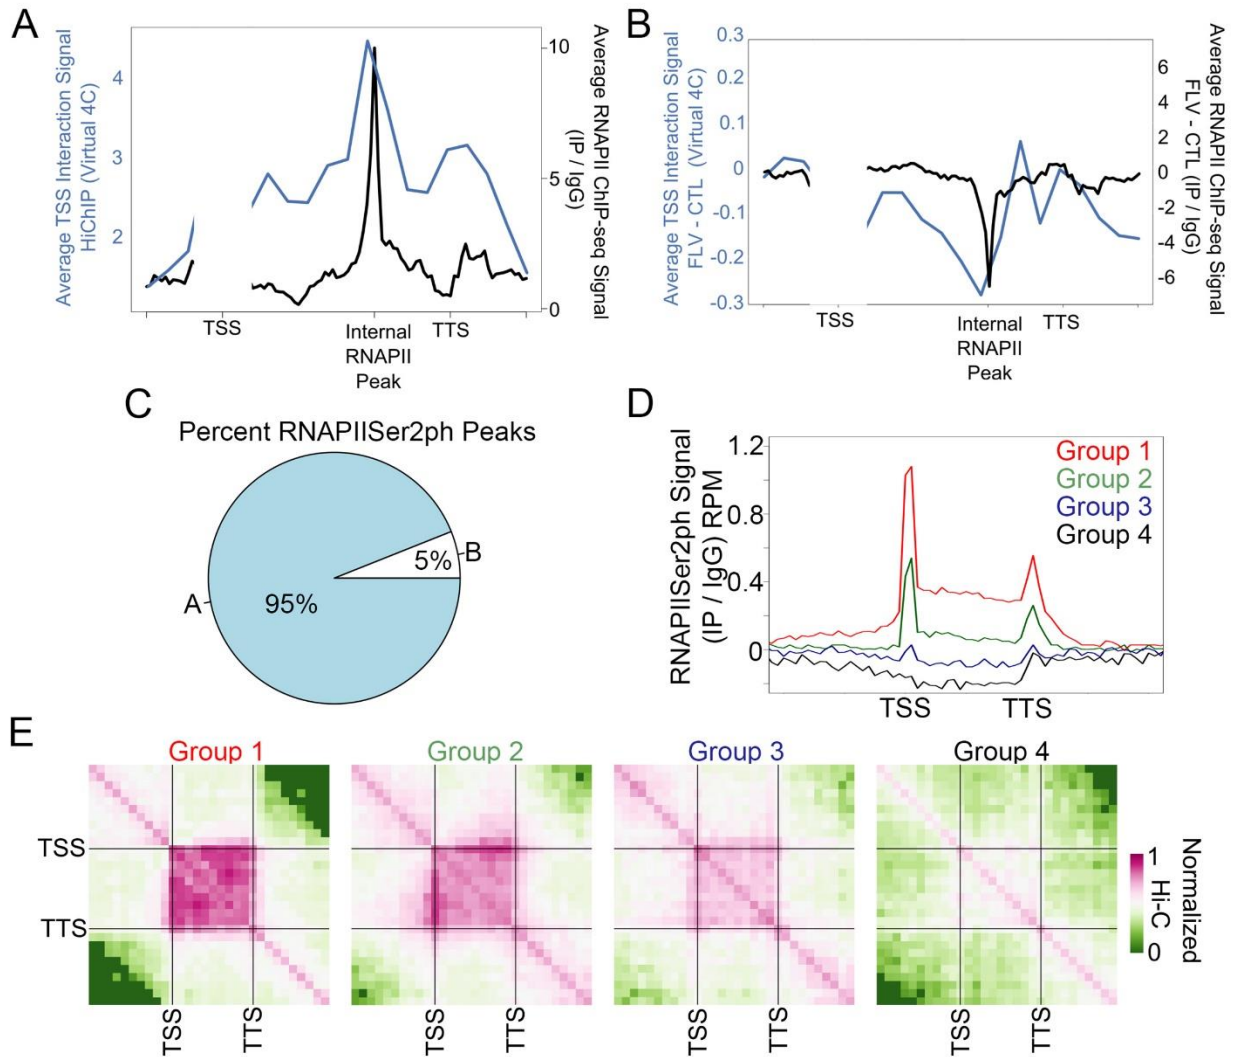 A
Average TSS Interaction Signal
HiChIP (Virtual 4C)
4
3
2
10
5
0
Average RNAPII ChIP-seq Signal
(IP / IgG)
TSS
Internal
RNAPII
Peak
TTS
B
Average TSS Interaction Signal
FLV - CTL (Virtual 4C)
0.3
0.2
0.1
0
-0.1
-0.2
-0.3
6
4
2
0
-2
-4
-6
Average RNAPII ChIP-seq Signal
FLV - CTL (IP / IgG)
TSS
Internal
RNAPII
Peak
TTS
C
Percent RNAPIISer2ph Peaks
A
95%
5%
B
D
RNAPIISer2ph Signal
(IP / IgG) RPM
1.2
0.8
0.4
0
Group 1
Group 2
Group 3
Group 4
TSS
TTS
E
Group 1
Group 2
Group 3
Group 4
TSS
TTS
TSS
TTS
TSS
TTS
TSS
TTS
TSS
TTS
1
0
Hi-C
Normalized